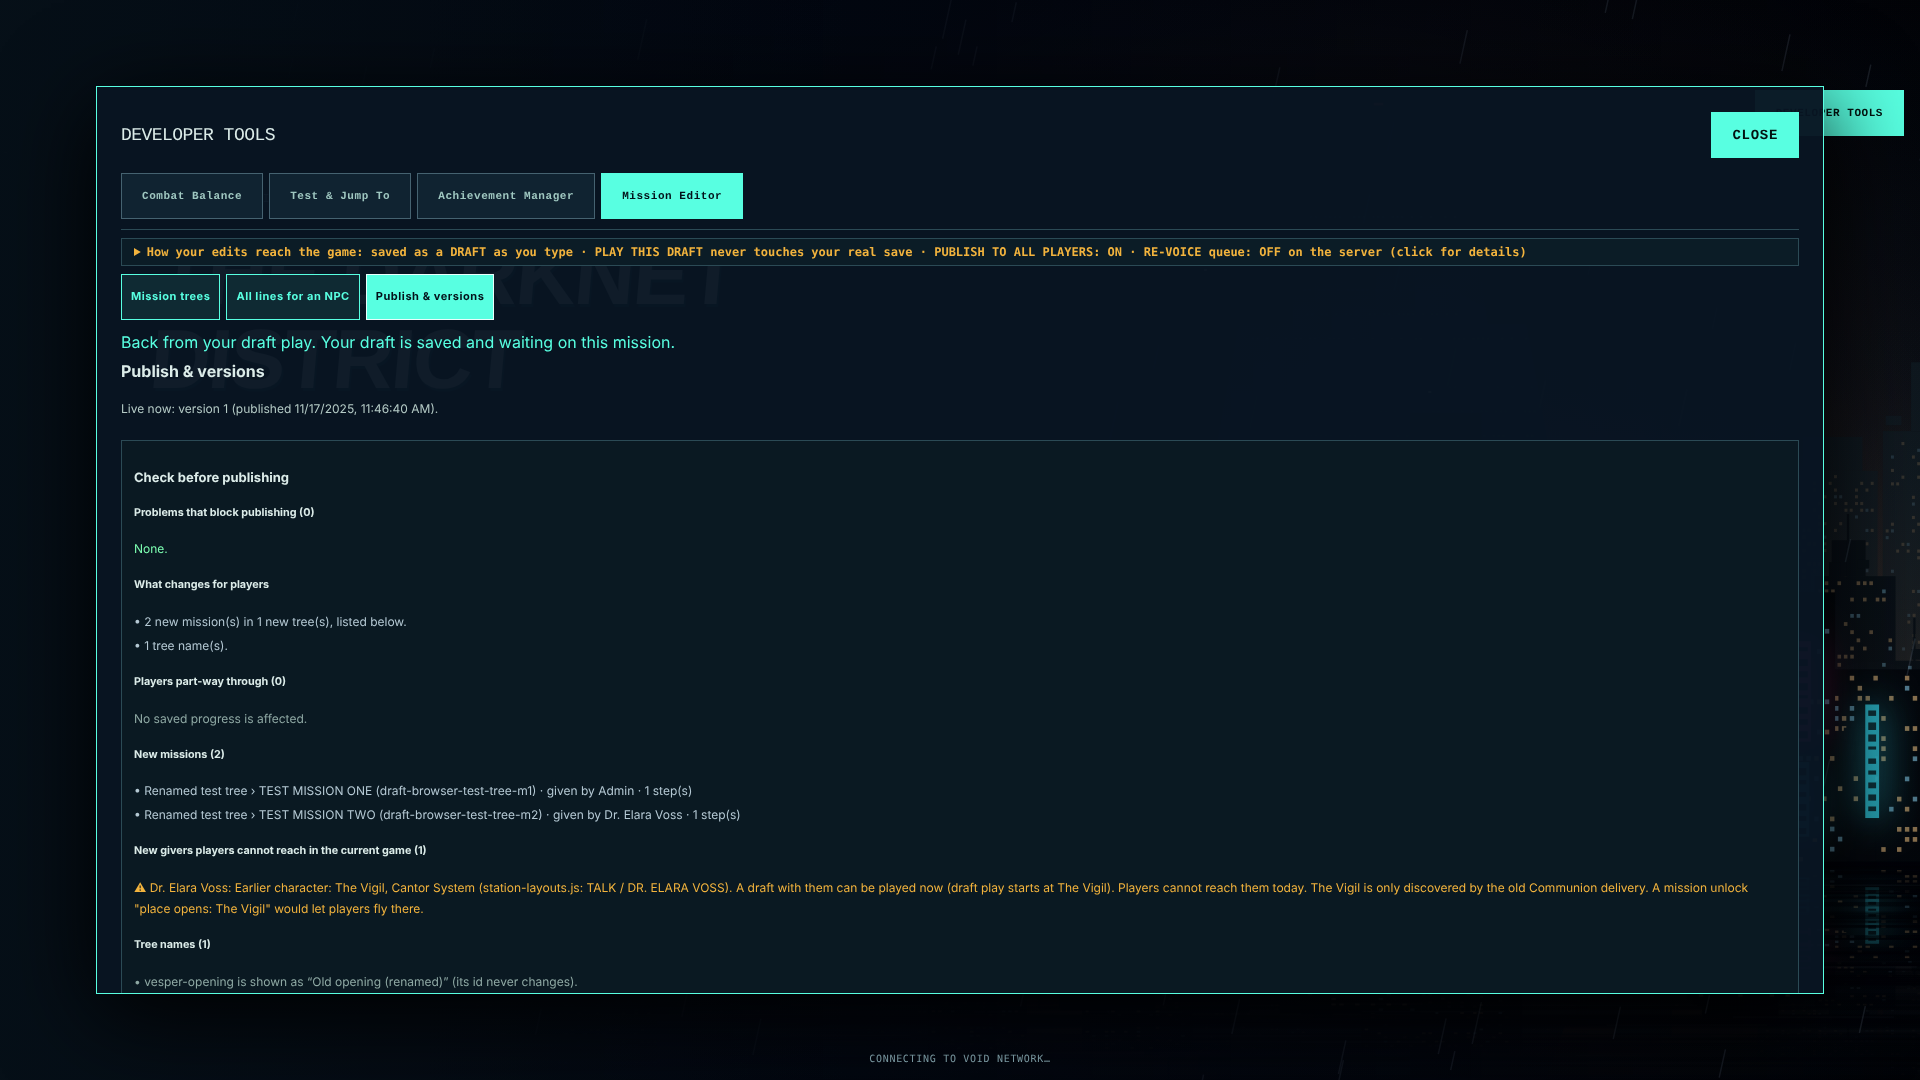 DEVELOPER TOOLS
CLOSE
PER TOOLS
Combat Balance
Test & Jump To
Achievement Manager
Mission Editor
▶ How your edits reach the game: saved as a DRAFT as you type · PLAY THIS DRAFT never touches your real save · PUBLISH TO ALL PLAYERS: ON · RE-VOICE queue: OFF on the server (click for details)
Mission trees
All lines for an NPC
Publish & versions
DISTRICT
Back from your draft play. Your draft is saved and waiting on this mission.
Publish & versions
Live now: version 1 (published 11/17/2025, 11:46:40 AM).
Check before publishing
Problems that block publishing (0)
None.
What changes for players
• 2 new mission(s) in 1 new tree(s), listed below.
• 1 tree name(s).
Players part-way through (0)
No saved progress is affected.
New missions (2)
• Renamed test tree › TEST MISSION ONE (draft-browser-test-tree-m1) · given by Admin · 1 step(s)
• Renamed test tree › TEST MISSION TWO (draft-browser-test-tree-m2) · given by Dr. Elara Voss · 1 step(s)
New givers players cannot reach in the current game (1)
⚠ Dr. Elara Voss: Earlier character: The Vigil, Cantor System (station-layouts.js: TALK / DR. ELARA VOSS). A draft with them can be played now (draft play starts at The Vigil). Players cannot reach them today. The Vigil is only discovered by the old Communion delivery. A mission unlock
"place opens: The Vigil" would let players fly there.
Tree names (1)
• vesper-opening is shown as “Old opening (renamed)” (its id never changes).
CONNECTING TO VOID NETWORK…